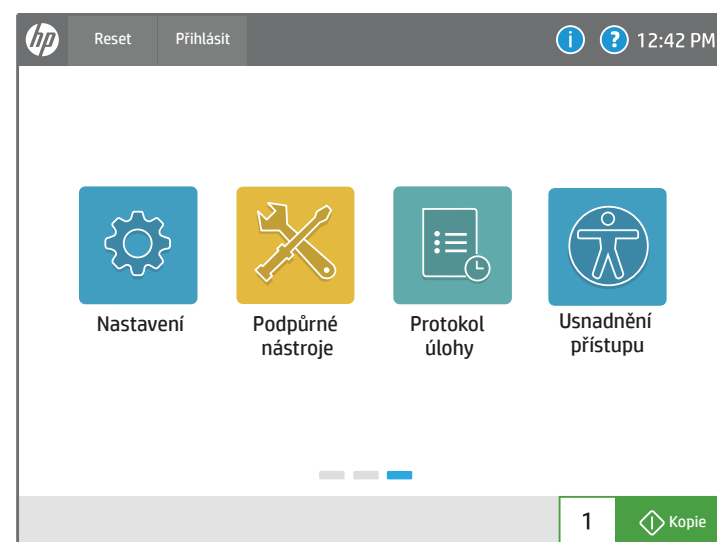 hp Reset Přihlásit i ? 12:42 PM
Nastavení Podpůrné Protokol Usnadnění
nástroje úlohy přístupu
1 Kopie